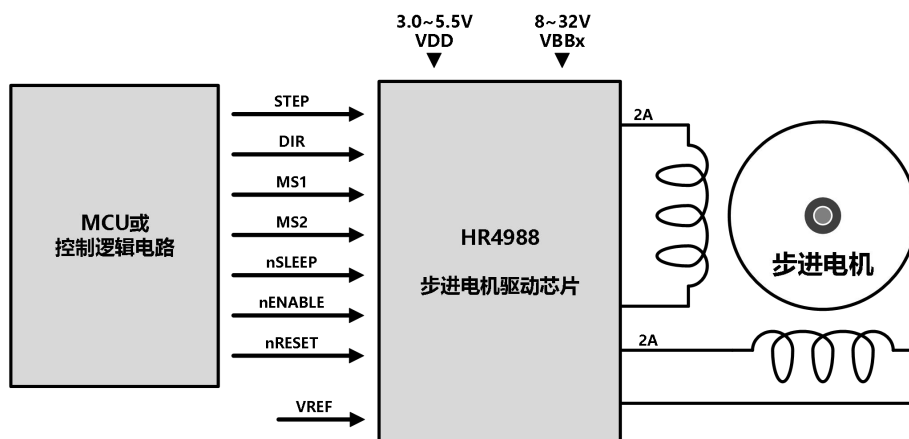 3.0~5.5V
VDD
8~32V
VBBx
STEP
DIR
MS1
MS2
nSLEEP
nENABLE
nRESET
VREF
MCU或
控制逻辑电路
HR4988
步进电机驱动芯片
2A
2A
步进电机